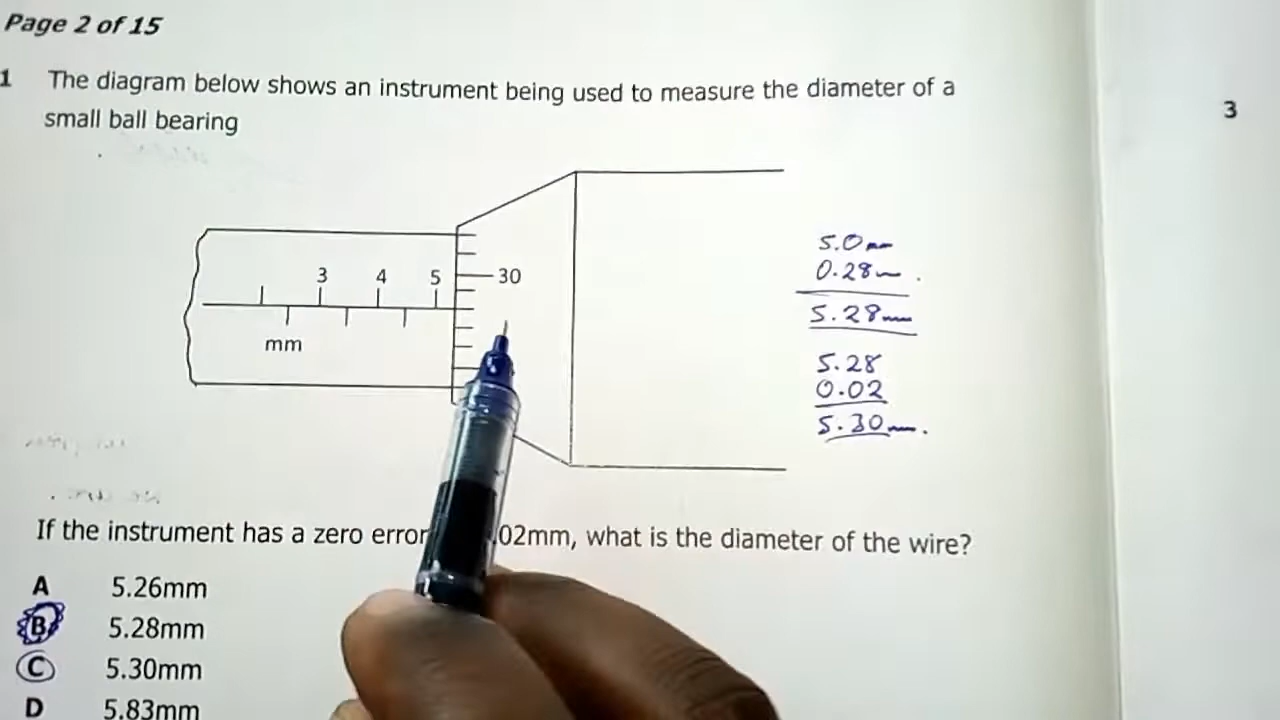 Page 2 of 15
1 The diagram below shows an instrument being used to measure the diameter of a
small ball bearing
3
3 4 5
30
mm
5.0mm
0.28m.
5.28mm
5.28
0.02
5.30mm.
If the instrument has a zero error .02mm, what is the diameter of the wire?
A 5.26mm
B 5.28mm
C 5.30mm
D 5.83mm